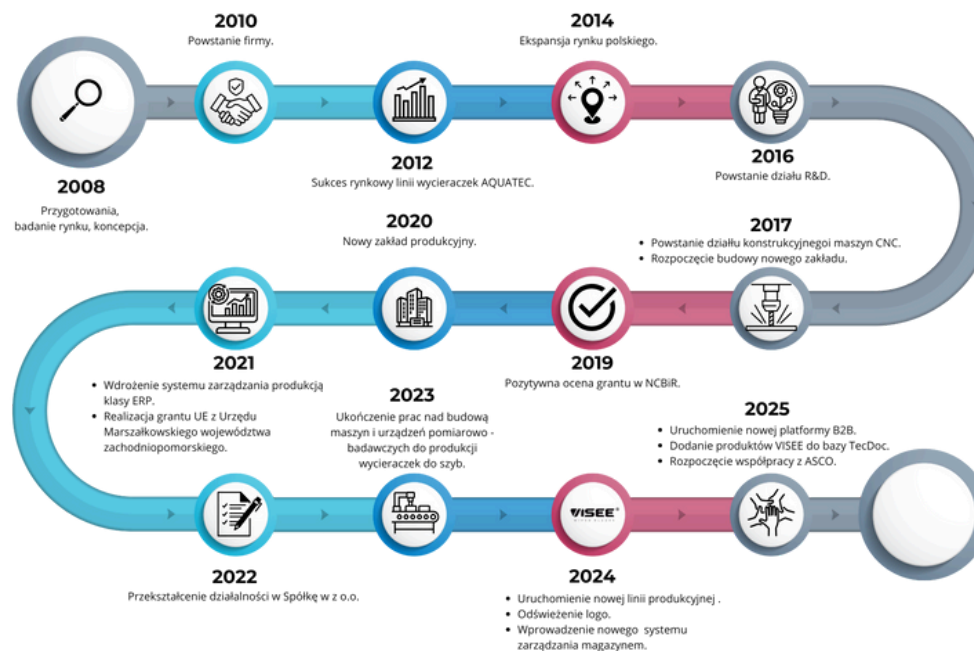 2010
Powstanie firmy.
2014
Ekspansja rynku polskiego.
2008
Przygotowania,
badanie rynku, koncepcja.
2012
Sukces rynkowy linii wycieraczek AQUATEC.
2016
Powstanie działu R&D.
2020
Nowy zakład produkcyjny.
2017
• Powstanie działłu konstrukcyjnegoi maszyn CNC.
• Rozpoczęcie budowy nowego zakładu.
2021
• Wdrożenie systemu zarządzania produkcją
klasy ERP.
• Realizacja grantu UE z Urzędu
Marszałkowskiego województwa
zachodniopomorskiego.
2023
Ukończenie prac nad budową
maszyn i urządzeń pomiarowo -
badawczych do produkcji
wycieraczek do szyb.
2019
Pozytywna ocena grantu w NCBiR.
2025
• Uruchomienie nowej platformy B2B.
• Dodanie produktów VISEE do bazy TecDoc.
• Rozpoczęcie współpracy z ASCO.
VISEE®
2022
Przekształcenie działalności w Spółkę w z o.o.
2024
• Uruchomienie nowej linii produkcyjnej .
• Odświeżenie logo.
• Wprowadzenie nowego systemu
zarządzania magazynem.